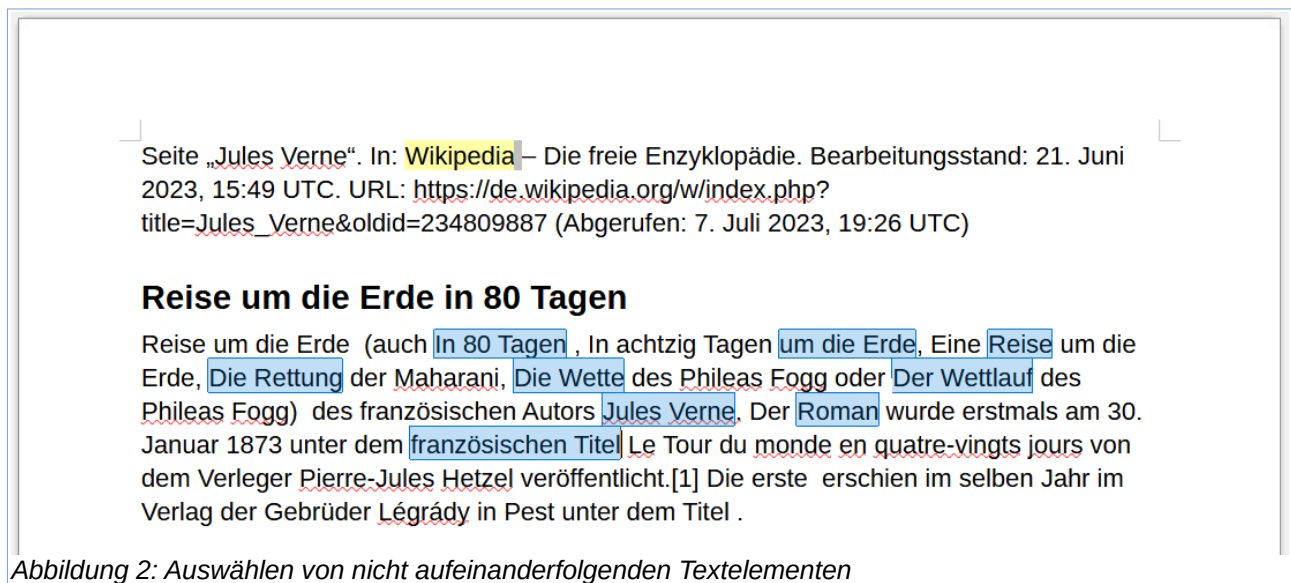 Seite „Jules Verne“. In: Wikipedia – Die freie Enzyklopädie. Bearbeitungsstand: 21. Juni
2023, 15:49 UTC. URL: https://de.wikipedia.org/w/index.php?
title=Jules_Verne&oldid=234809887 (Abgerufen: 7. Juli 2023, 19:26 UTC)
Reise um die Erde in 80 Tagen
Reise um die Erde  (auch In 80 Tagen , In achtzig Tagen um die Erde, Eine Reise um die
Erde, Die Rettung der Maharani, Die Wette des Phileas Fogg oder Der Wettlauf des
Phileas Fogg)  des französischen Autors Jules Verne. Der Roman wurde erstmals am 30.
Januar 1873 unter dem französischen Titel Le Tour du monde en quatre-vingts jours von
dem Verleger Pierre-Jules Hetzel veröffentlicht.[1] Die erste  erschien im selben Jahr im
Verlag der Gebrüder Légrády in Pest unter dem Titel .
Abbildung 2: Auswählen von nicht aufeinanderfolgenden Textelementen